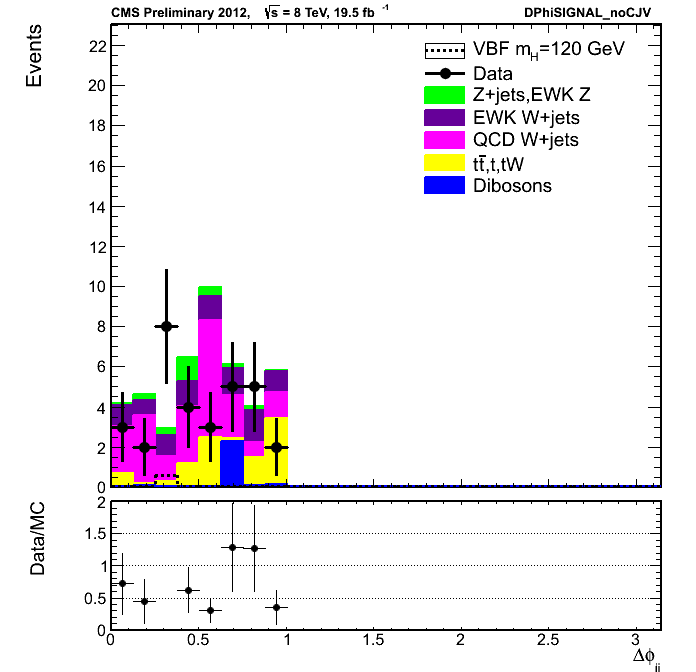 CMS Preliminary 2012, √s = 8 TeV, 19.5 fb⁻¹ DPhiSIGNAL_noCJV
Events
22
20
18
16
14
12
10
8
6
4
2
0
VBF m_H=120 GeV
Data
Z+jets,EWK Z
EWK W+jets
QCD W+jets
tt̄,t,tW
Dibosons
Data/MC
2
1.5
1
0.5
0
0 0.5 1 1.5 2 2.5 3
Δϕ_jj